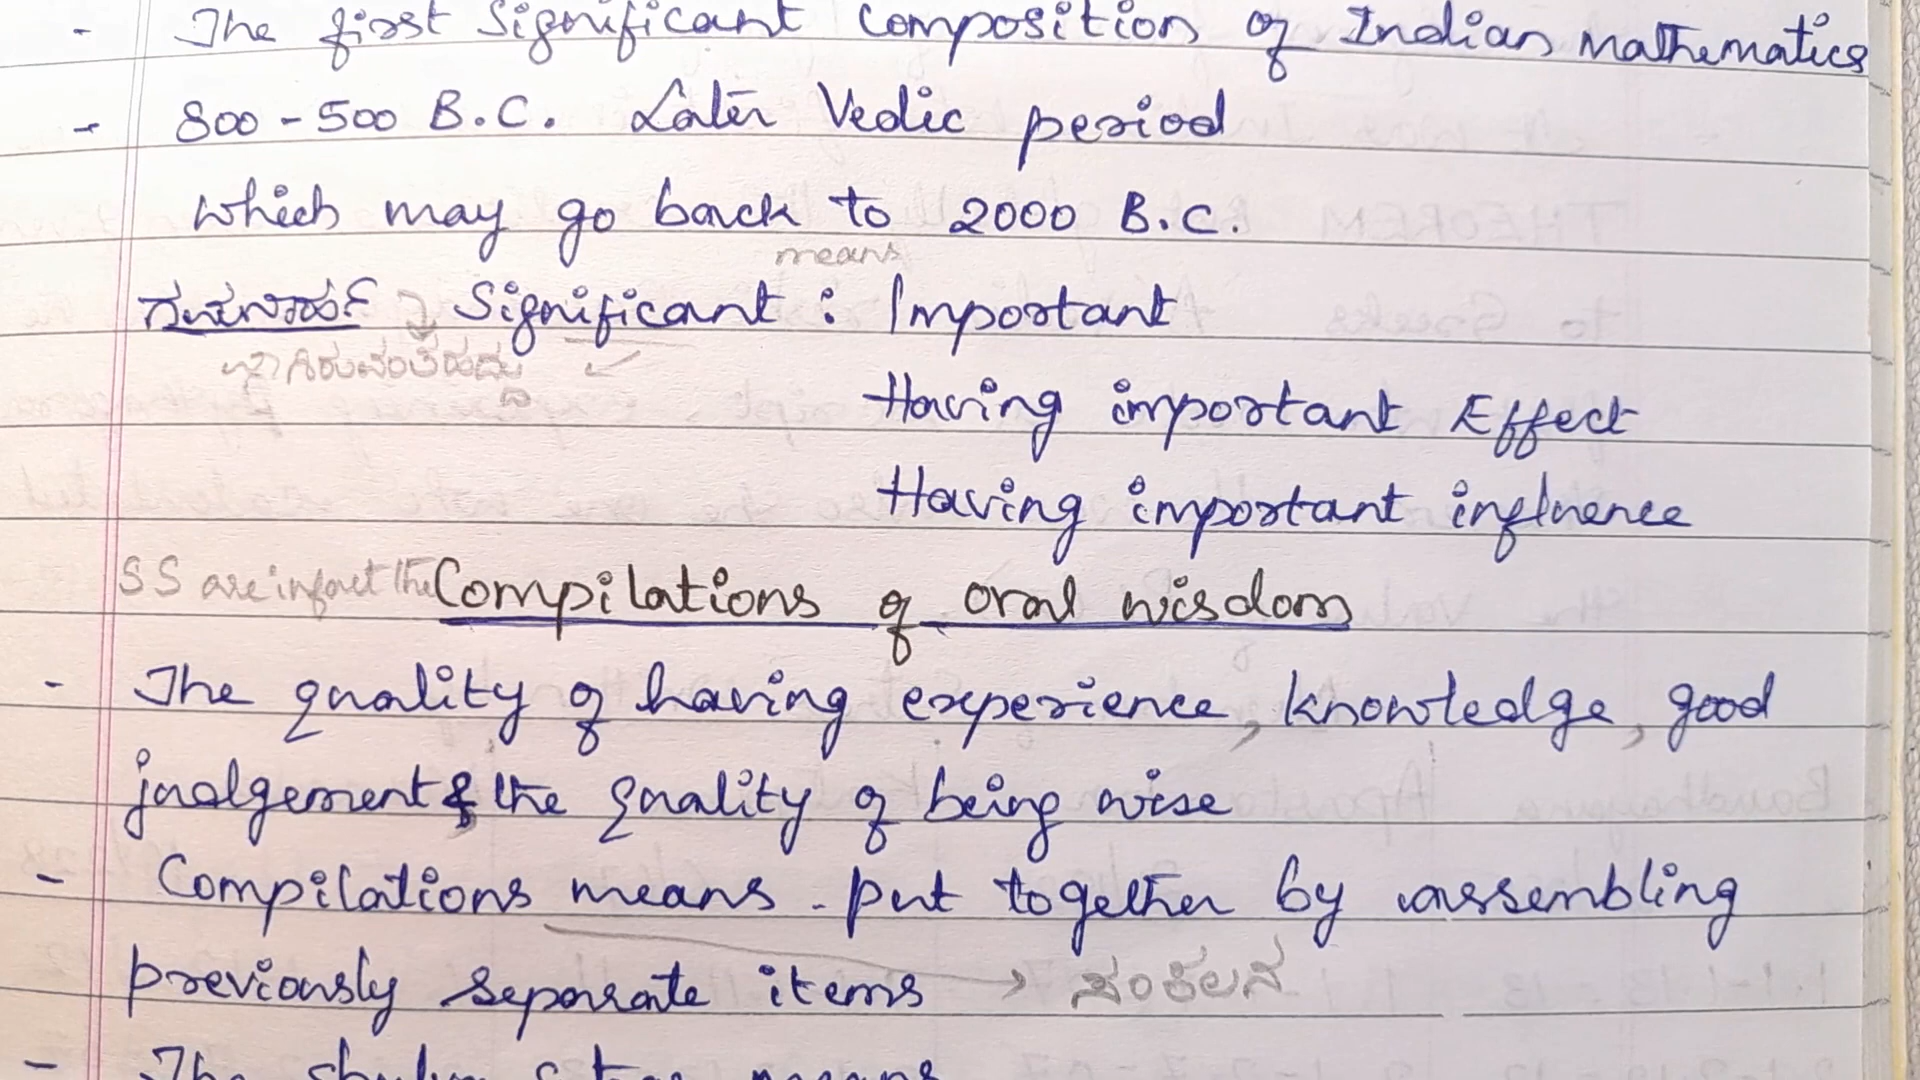 - The first Significant Composition of Indian Mathematics
- 800 - 500 B.C. Later Vedic period
which may go back to 2000 B.C.
means
ಗಮನಾರ್ಹ Significant : Important
Having important Effect
Having important influence
SS are infact the Compilations of oral wisdom
- The quality of having experience, knowledge, good
judgement & the quality of being wise
- Compilations means - put together by assembling
previously separate items → ಸಂಕಲನ
- The